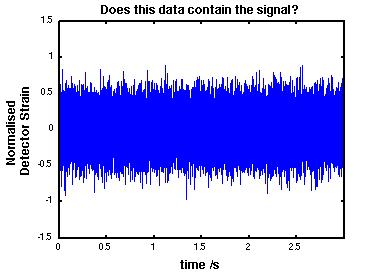 Does this data contain the signal?
1.5
1
0.5
0
-0.5
-1
-1.5
Normalised
Detector Strain
0 0.5 1 1.5 2 2.5
time /s